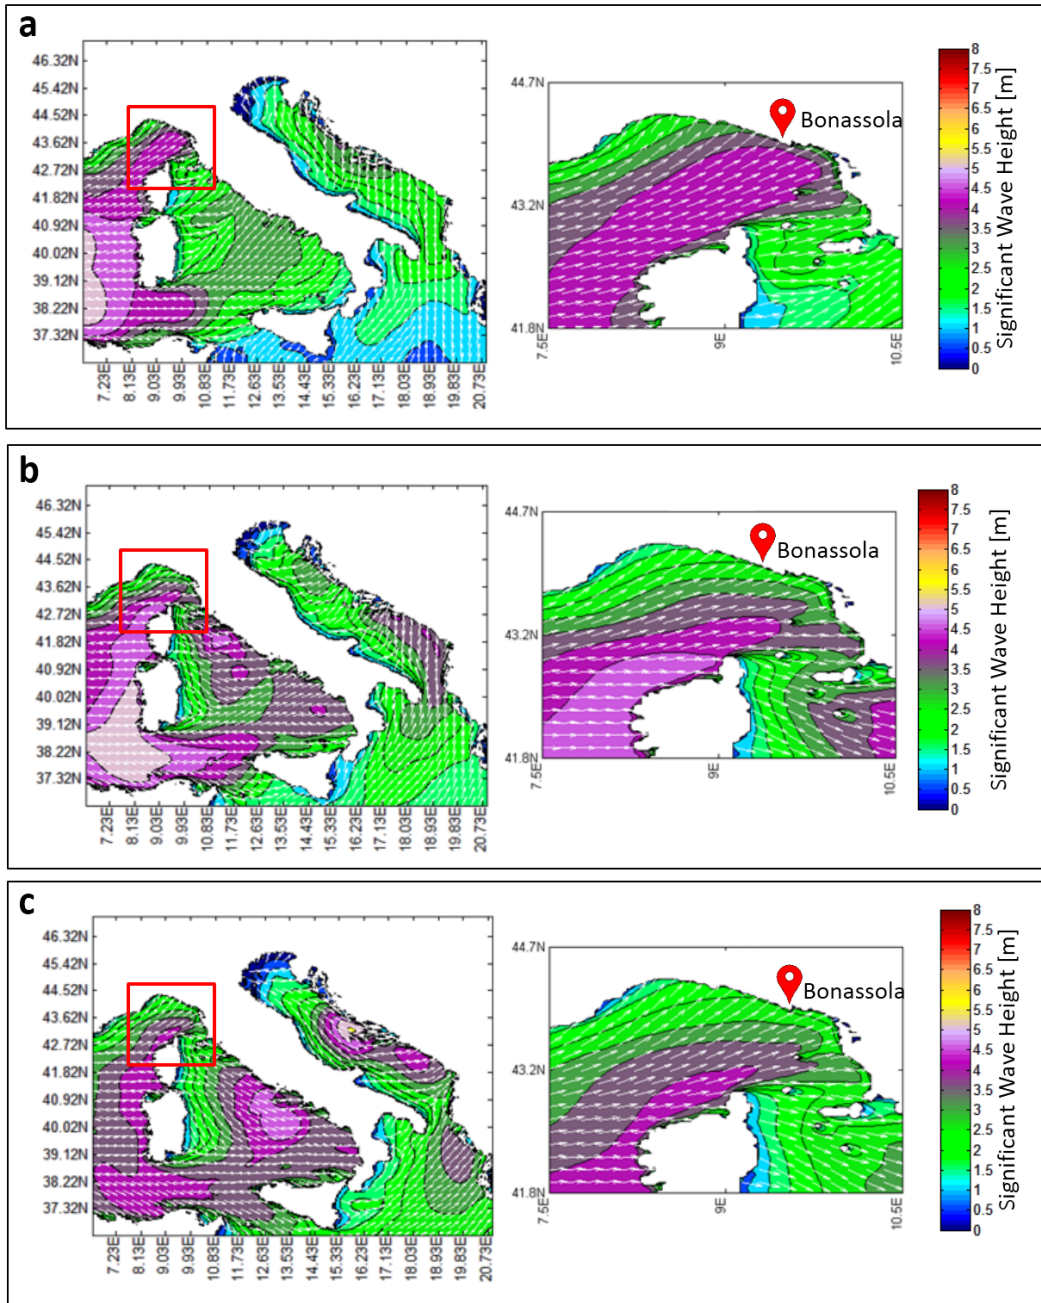 a
46.32N
45.42N
44.52N
43.62N
42.72N
41.82N
40.92N
40.02N
39.12N
38.22N
37.32N
7.23E 8.13E 9.03E 9.93E 10.83E 11.73E 12.63E 13.53E 14.43E 15.33E 16.23E 17.13E 18.03E 18.93E 19.83E 20.73E
44.7N
43.2N
41.8N
7.5E 9E 10.5E
Bonassola
8
7.5
7
6.5
6
5.5
5
4.5
4
3.5
3
2.5
2
1.5
1
0.5
0
Significant Wave Height [m]
b
46.32N
45.42N
44.52N
43.62N
42.72N
41.82N
40.92N
40.02N
39.12N
38.22N
37.32N
7.23E 8.13E 9.03E 9.93E 10.83E 11.73E 12.63E 13.53E 14.43E 15.33E 16.23E 17.13E 18.03E 18.93E 19.83E 20.73E
44.7N
43.2N
41.8N
7.5E 9E 10.5E
Bonassola
8
7.5
7
6.5
6
5.5
5
4.5
4
3.5
3
2.5
2
1.5
1
0.5
0
Significant Wave Height [m]
c
46.32N
45.42N
44.52N
43.62N
42.72N
41.82N
40.92N
40.02N
39.12N
38.22N
37.32N
7.23E 8.13E 9.03E 9.93E 10.83E 11.73E 12.63E 13.53E 14.43E 15.33E 16.23E 17.13E 18.03E 18.93E 19.83E 20.73E
44.7N
43.2N
41.8N
7.5E 9E 10.5E
Bonassola
8
7.5
7
6.5
6
5.5
5
4.5
4
3.5
3
2.5
2
1.5
1
0.5
0
Significant Wave Height [m]